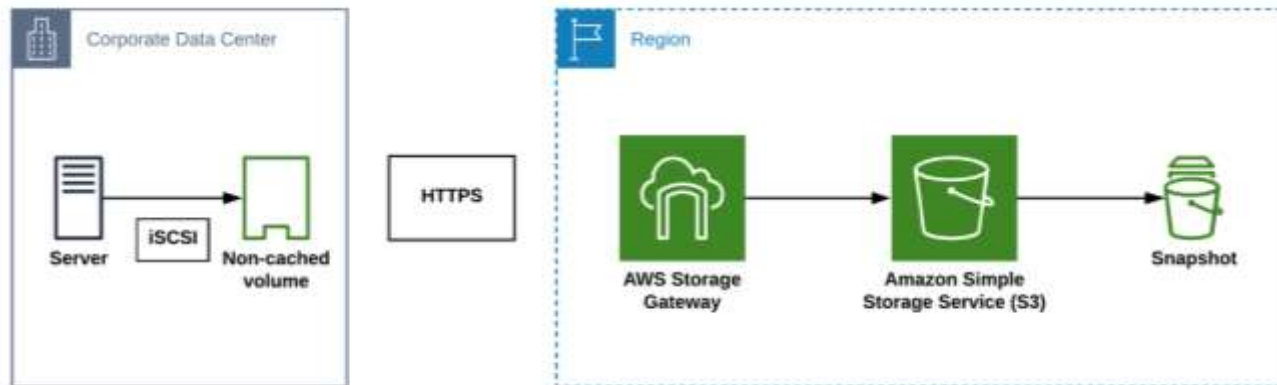 Corporate Data Center
Region
HTTPS
iSCSI
Server
Non-cached
volume
AWS Storage
Gateway
Amazon Simple
Storage Service (S3)
Snapshot